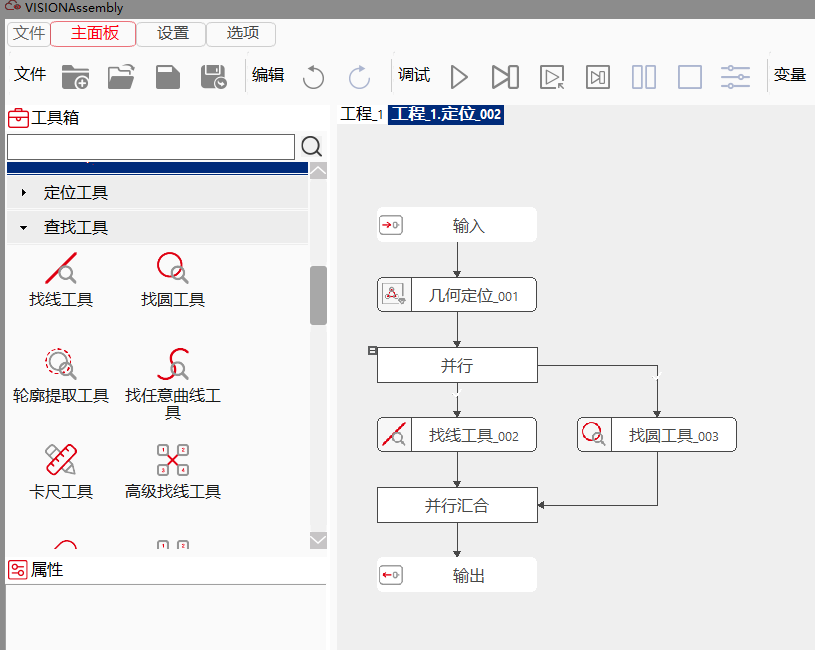 VISIONAssembly
文件 主面板 设置 选项
文件 编辑 调试 变量
工具箱
工程_1 工程_1.定位_002
定位工具
查找工具
找线工具 找圆工具
轮廓提取工具 找任意曲线工
具
卡尺工具 高级找线工具
属性
输入
几何定位_001
并行
找线工具_002 找圆工具_003
并行汇合
输出